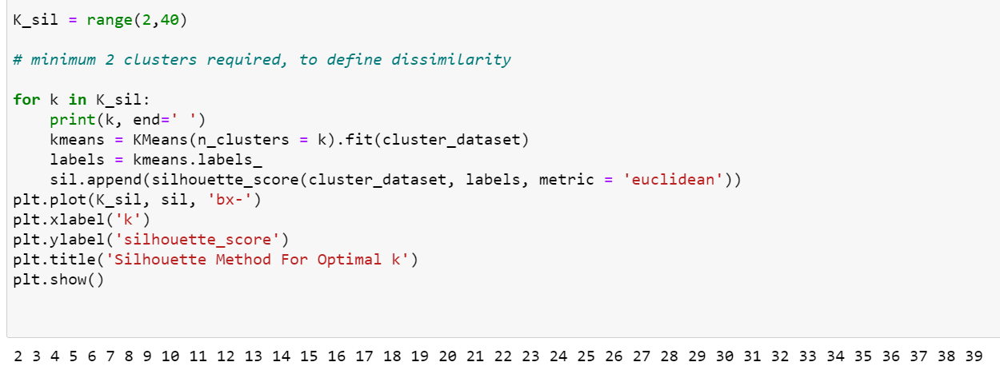 K_sil = range(2,40)
# minimum 2 clusters required, to define dissimilarity
for k in K_sil:
    print(k, end=' ')
    kmeans = KMeans(n_clusters = k).fit(cluster_dataset)
    labels = kmeans.labels_
    sil.append(silhouette_score(cluster_dataset, labels, metric = 'euclidean'))
plt.plot(K_sil, sil, 'bx-')
plt.xlabel('k')
plt.ylabel('silhouette_score')
plt.title('Silhouette Method For Optimal k')
plt.show()
2 3 4 5 6 7 8 9 10 11 12 13 14 15 16 17 18 19 20 21 22 23 24 25 26 27 28 29 30 31 32 33 34 35 36 37 38 39